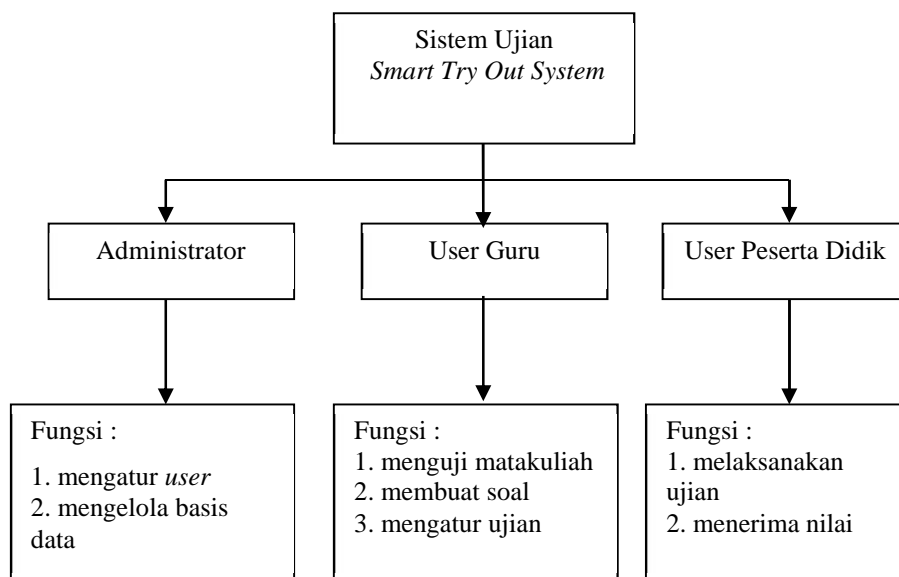 Sistem Ujian
Smart Try Out System
Administrator
User Guru
User Peserta Didik
Fungsi :
1. mengatur user
2. mengelola basis
data
Fungsi :
1. menguji matakuliah
2. membuat soal
3. mengatur ujian
Fungsi :
1. melaksanakan
ujian
2. menerima nilai